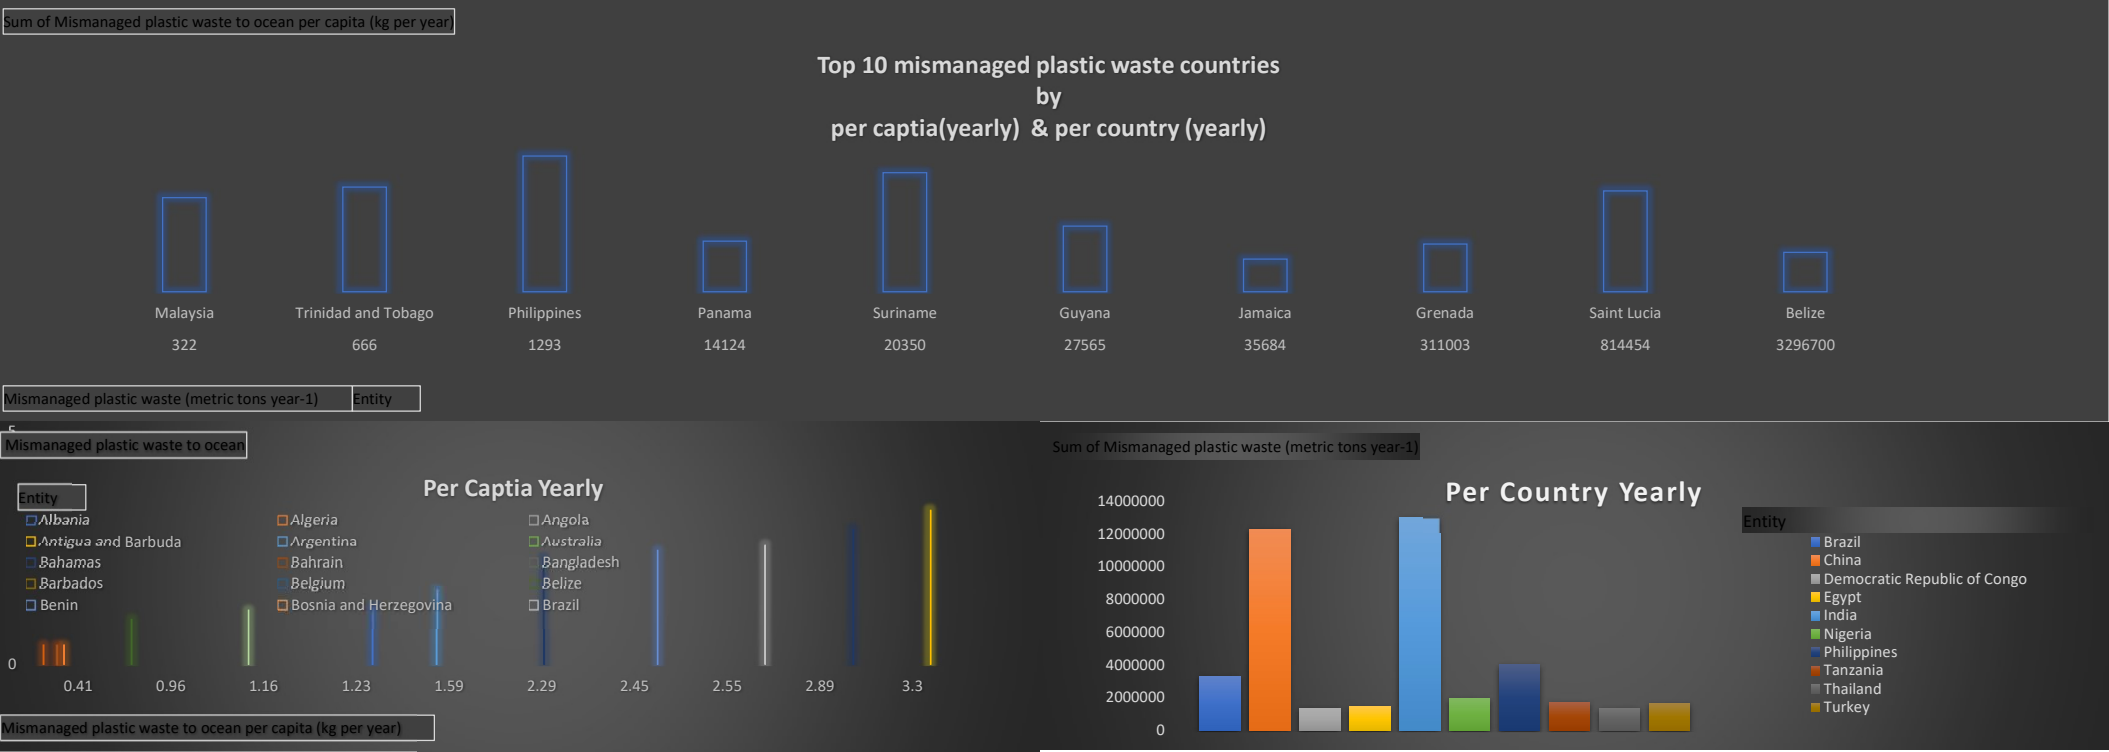 Sum of Mismanaged plastic waste to ocean per capita (kg per year)
Top 10 mismanaged plastic waste countries
by
per captia(yearly) & per country (yearly)
Malaysia Trinidad and Tobago Philippines Panama Suriname Guyana Jamaica Grenada Saint Lucia Belize
322 666 1293 14124 20350 27565 35684 311003 814454 3296700
Mismanaged plastic waste (metric tons year-1) Entity
5
Mismanaged plastic waste to ocean
Per Captia Yearly
Entity
Albania Algeria Angola
Antigua and Barbuda Argentina Australia
Bahamas Bahrain Bangladesh
Barbados Belgium Belize
Benin Bosnia and Herzegovina Brazil
0
0.41 0.96 1.16 1.23 1.59 2.29 2.45 2.55 2.89 3.3
Mismanaged plastic waste to ocean per capita (kg per year)
Sum of Mismanaged plastic waste (metric tons year-1)
Per Country Yearly
14000000
12000000
10000000
8000000
6000000
4000000
2000000
0
Entity
Brazil
China
Democratic Republic of Congo
Egypt
India
Nigeria
Philippines
Tanzania
Thailand
Turkey